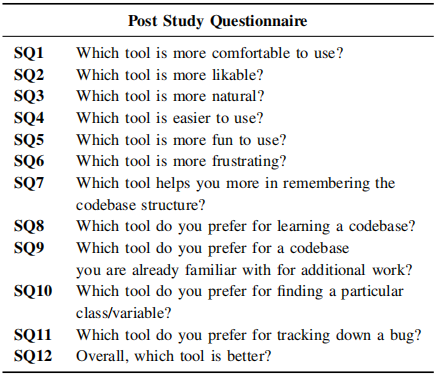 Post Study Questionnaire
SQ1 Which tool is more comfortable to use?
SQ2 Which tool is more likable?
SQ3 Which tool is more natural?
SQ4 Which tool is easier to use?
SQ5 Which tool is more fun to use?
SQ6 Which tool is more frustrating?
SQ7 Which tool helps you more in remembering the
codebase structure?
SQ8 Which tool do you prefer for learning a codebase?
SQ9 Which tool do you prefer for a codebase
you are already familiar with for additional work?
SQ10 Which tool do you prefer for finding a particular
class/variable?
SQ11 Which tool do you prefer for tracking down a bug?
SQ12 Overall, which tool is better?